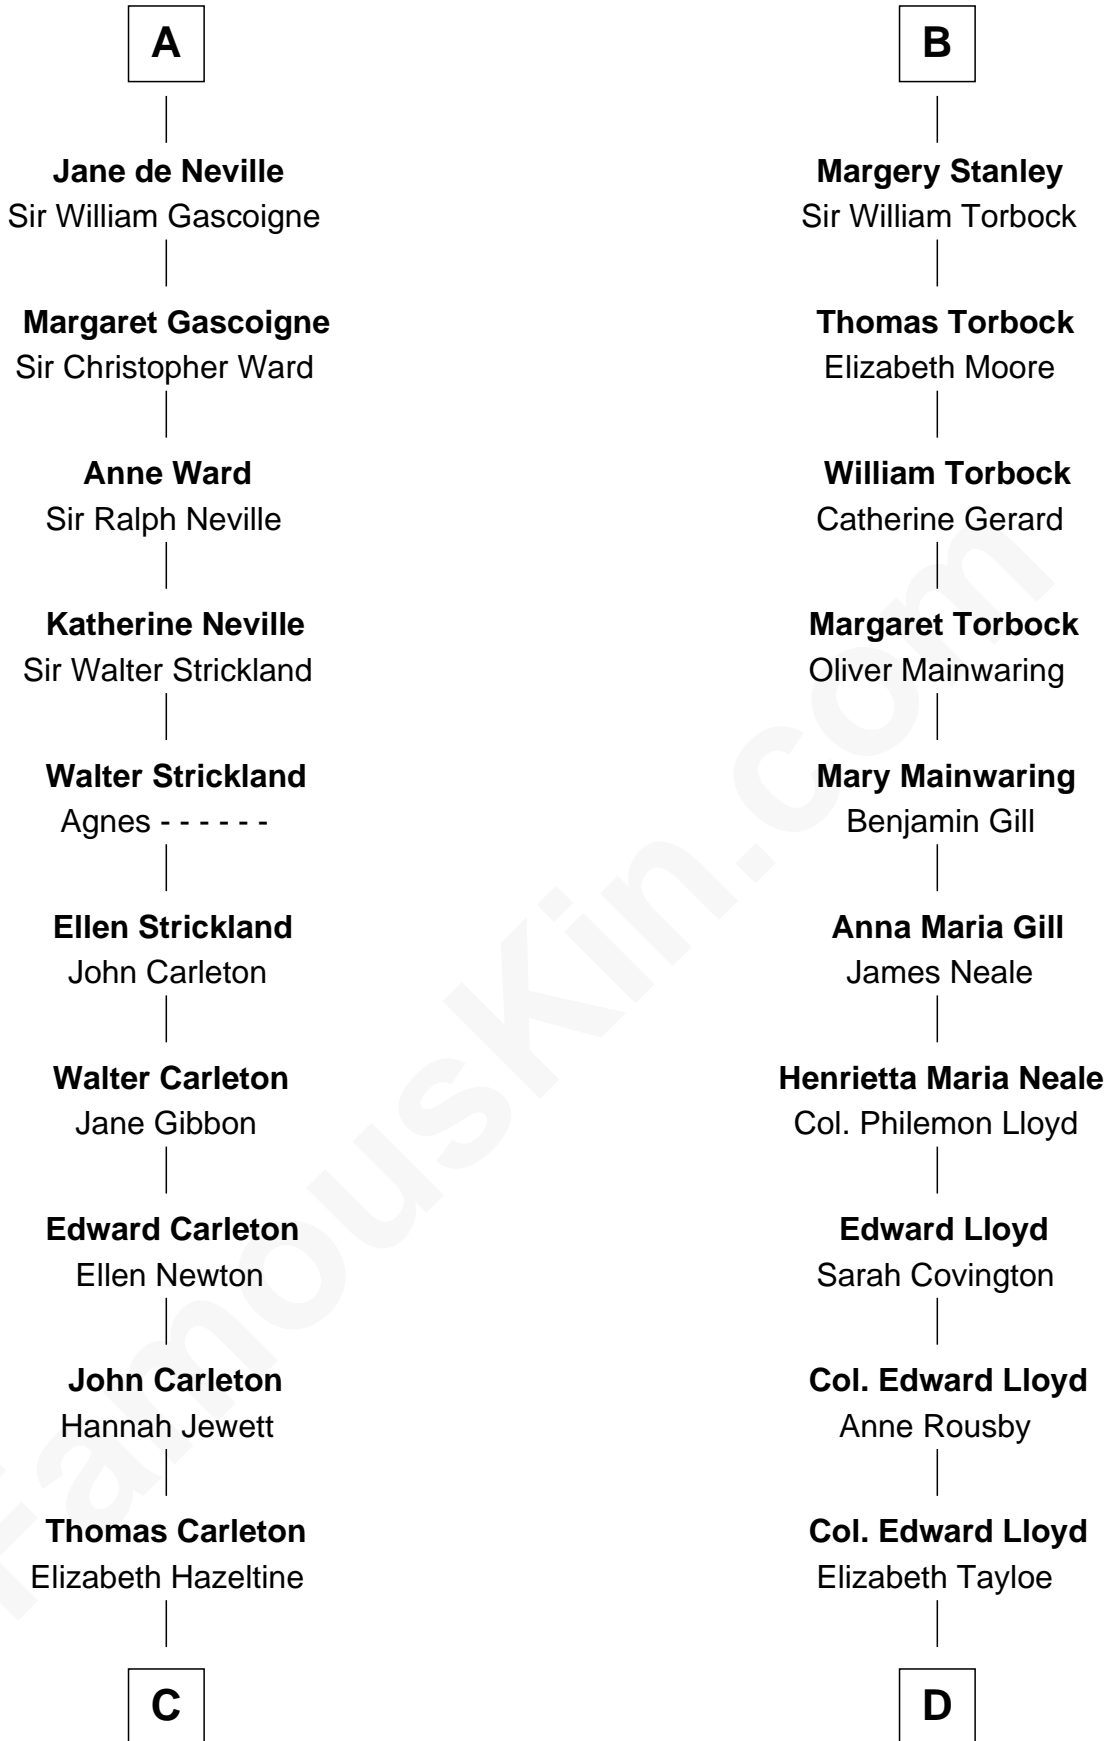 A
Jane de Neville
Sir William Gascoigne
Margaret Gascoigne
Sir Christopher Ward
Anne Ward
Sir Ralph Neville
Katherine Neville
Sir Walter Strickland
Walter Strickland
Agnes - - - - - -
Ellen Strickland
John Carleton
Walter Carleton
Jane Gibbon
Edward Carleton
Ellen Newton
John Carleton
Hannah Jewett
Thomas Carleton
Elizabeth Hazeltine
C
B
Margery Stanley
Sir William Torbock
Thomas Torbock
Elizabeth Moore
William Torbock
Catherine Gerard
Margaret Torbock
Oliver Mainwaring
Mary Mainwaring
Benjamin Gill
Anna Maria Gill
James Neale
Henrietta Maria Neale
Col. Philemon Lloyd
Edward Lloyd
Sarah Covington
Col. Edward Lloyd
Anne Rousby
Col. Edward Lloyd
Elizabeth Tayloe
D
FamousKin.com